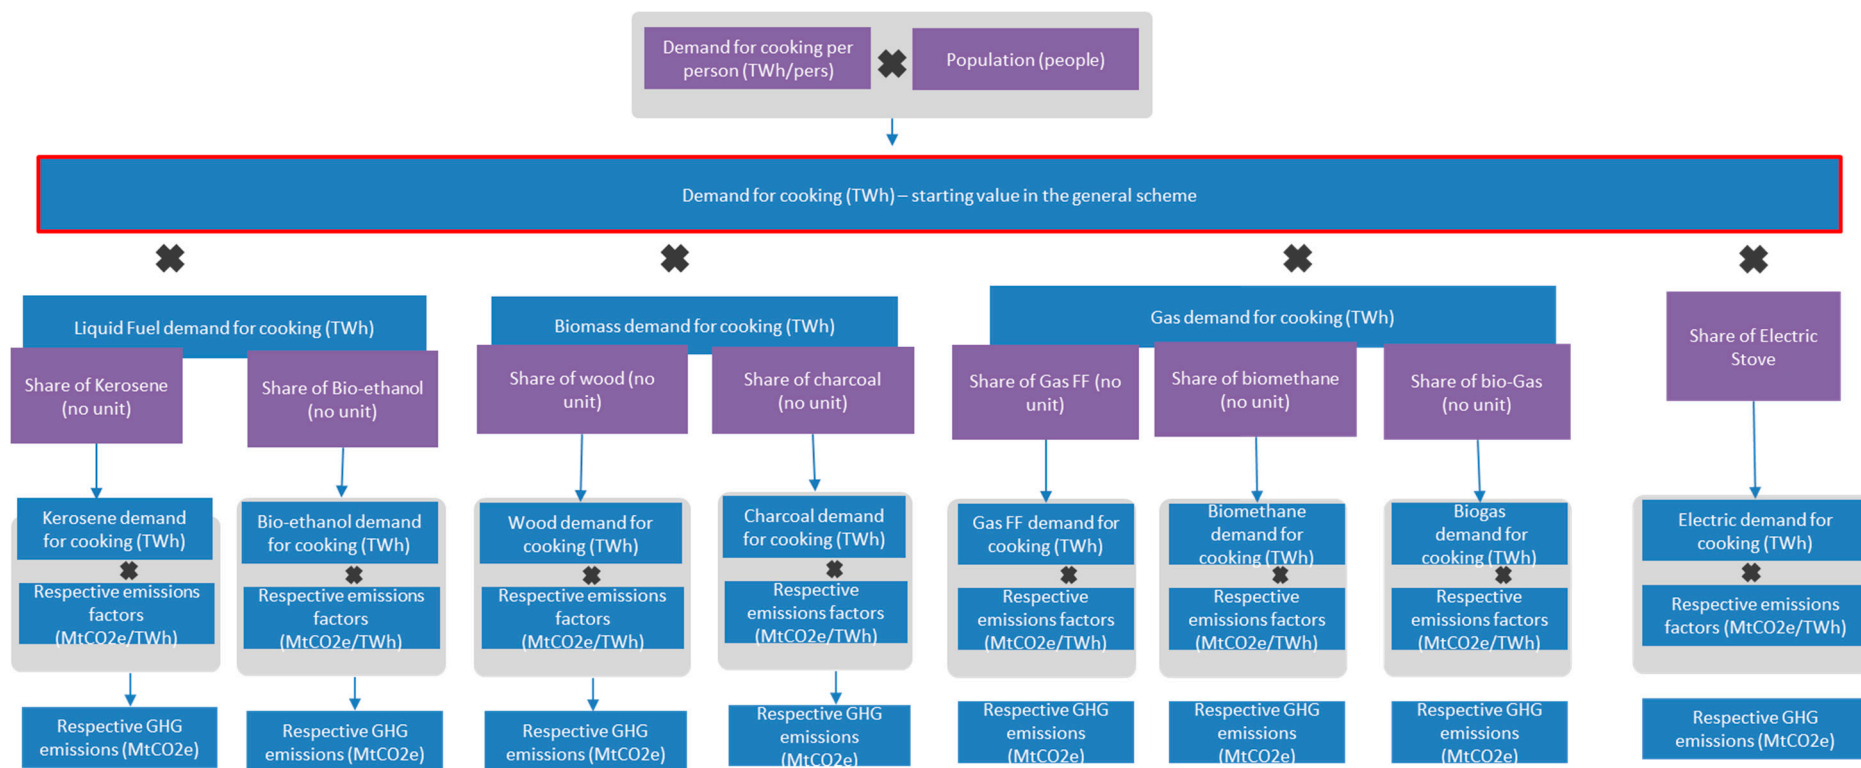 Demand for cooking per
person (TWh/pers)
Population (people)
Demand for cooking (TWh) – starting value in the general scheme
Liquid Fuel demand for cooking (TWh)
Biomass demand for cooking (TWh)
Gas demand for cooking (TWh)
Share of Electric
Stove
Share of Kerosene
(no unit)
Share of Bio-ethanol
(no unit)
Share of wood (no
unit)
Share of charcoal
(no unit)
Share of Gas FF (no
unit)
Share of biomethane
(no unit)
Share of bio-Gas
(no unit)
Kerosene demand
for cooking (TWh)
Bio-ethanol demand
for cooking (TWh)
Wood demand for
cooking (TWh)
Charcoal demand
for cooking (TWh)
Gas FF demand for
cooking (TWh)
Biomethane
demand for
cooking (TWh)
Biogas
demand for
cooking (TWh)
Electric demand for
cooking (TWh)
Respective emissions
factors
(MtCO2e/TWh)
Respective emissions
factors
(MtCO2e/TWh)
Respective emissions
factors
(MtCO2e/TWh)
Respective
emissions factors
(MtCO2e/TWh)
Respective
emissions factors
(MtCO2e/TWh)
Respective
emissions factors
(MtCO2e/TWh)
Respective
emissions factors
(MtCO2e/TWh)
Respective emissions
factors (MtCO2e/TWh)
Respective GHG
emissions (MtCO2e)
Respective GHG
emissions (MtCO2e)
Respective GHG
emissions (MtCO2e)
Respective GHG
emissions
(MtCO2e)
Respective GHG
emissions
(MtCO2e)
Respective GHG
emissions
(MtCO2e)
Respective GHG
emissions
(MtCO2e)
Respective GHG
emissions (MtCO2e)